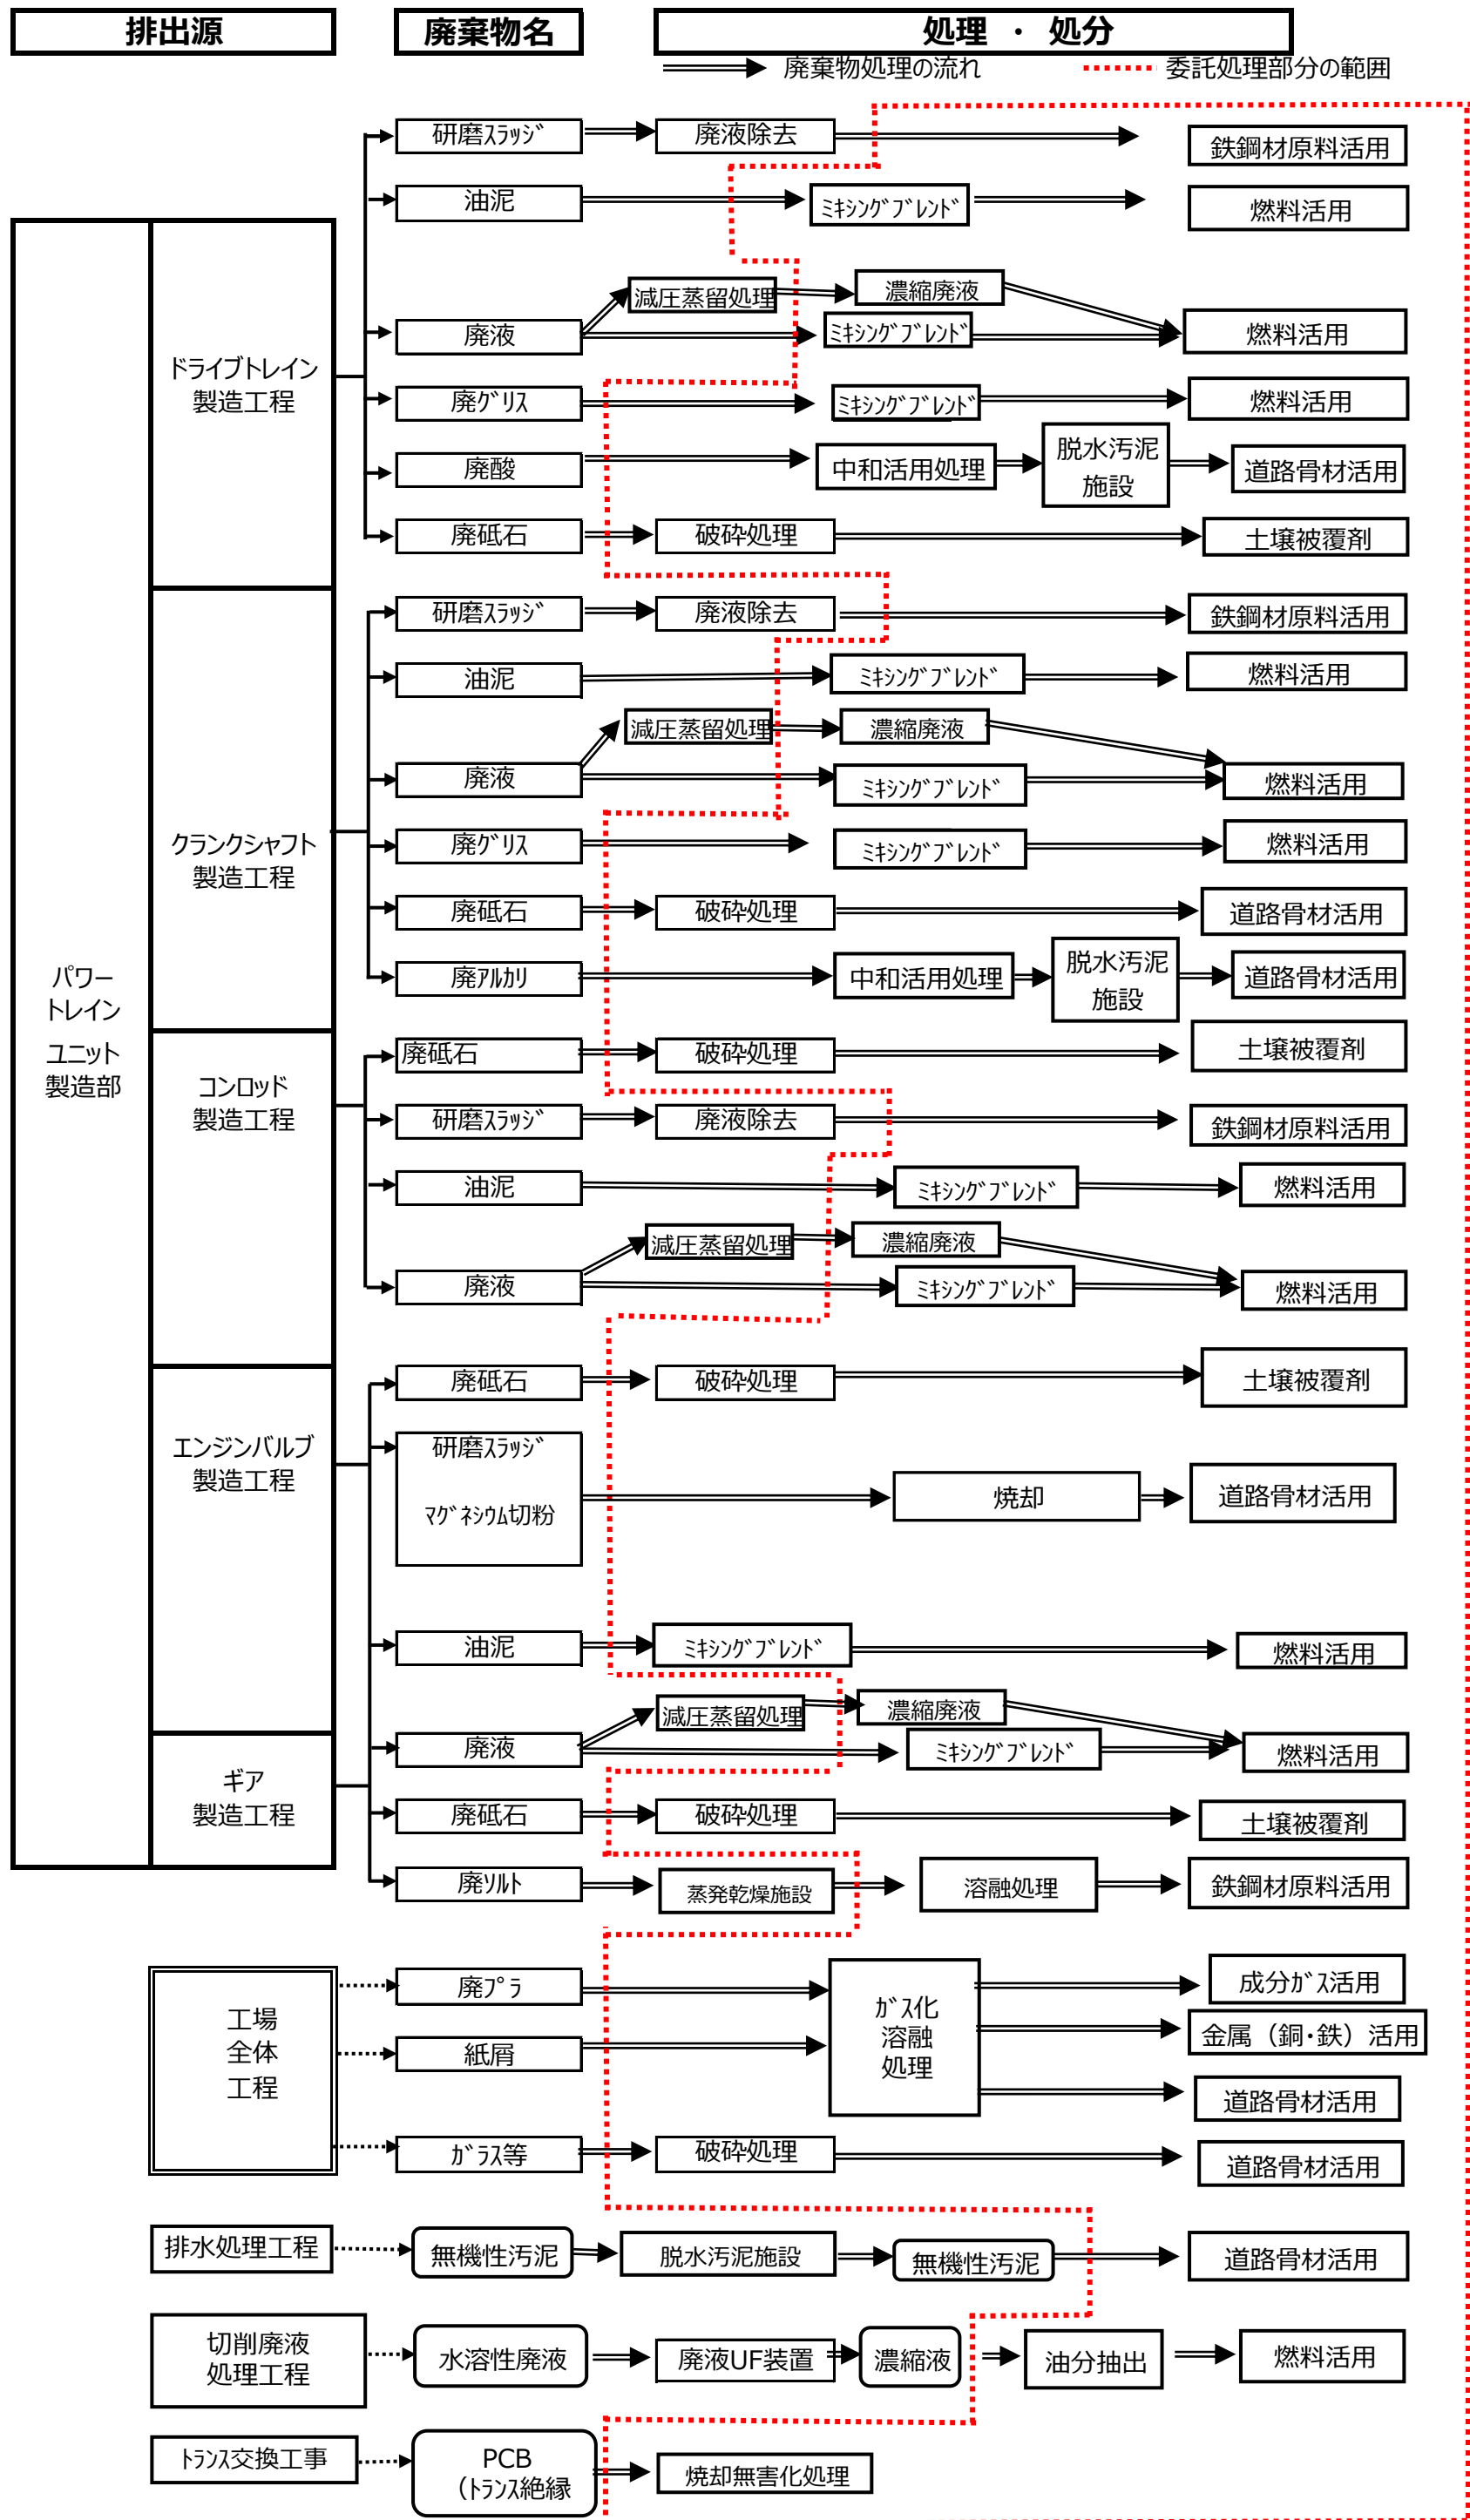 排出源
廃棄物名
処理 ・ 処分
廃棄物処理の流れ
委託処理部分の範囲
研磨ｽﾗｯｼﾞ
廃液除去
鉄鋼材原料活用
油泥
ﾐｷｼﾝｸﾞﾌﾞﾚﾝﾄﾞ
燃料活用
減圧蒸留処理
濃縮廃液
廃液
ﾐｷｼﾝｸﾞﾌﾞﾚﾝﾄﾞ
燃料活用
ドライブトレイン
製造工程
廃ｸﾞﾘｽ
ﾐｷｼﾝｸﾞﾌﾞﾚﾝﾄﾞ
燃料活用
廃酸
中和活用処理
脱水汚泥
施設
道路骨材活用
廃砥石
破砕処理
土壌被覆剤
研磨ｽﾗｯｼﾞ
廃液除去
鉄鋼材原料活用
油泥
ﾐｷｼﾝｸﾞﾌﾞﾚﾝﾄﾞ
燃料活用
減圧蒸留処理
濃縮廃液
廃液
ﾐｷｼﾝｸﾞﾌﾞﾚﾝﾄﾞ
燃料活用
クランクシャフト
製造工程
廃ｸﾞﾘｽ
ﾐｷｼﾝｸﾞﾌﾞﾚﾝﾄﾞ
燃料活用
廃砥石
破砕処理
道路骨材活用
廃ｱﾙｶﾘ
中和活用処理
脱水汚泥
施設
道路骨材活用
パワー
トレイン
ユニット
製造部
廃砥石
破砕処理
土壌被覆剤
コンロッド
製造工程
研磨ｽﾗｯｼﾞ
廃液除去
鉄鋼材原料活用
油泥
ﾐｷｼﾝｸﾞﾌﾞﾚﾝﾄﾞ
燃料活用
減圧蒸留処理
濃縮廃液
廃液
ﾐｷｼﾝｸﾞﾌﾞﾚﾝﾄﾞ
燃料活用
廃砥石
破砕処理
土壌被覆剤
エンジンバルブ
製造工程
研磨ｽﾗｯｼﾞ
ﾏｸﾞﾈｼｳﾑ切粉
焼却
道路骨材活用
油泥
ﾐｷｼﾝｸﾞﾌﾞﾚﾝﾄﾞ
燃料活用
減圧蒸留処理
濃縮廃液
廃液
ﾐｷｼﾝｸﾞﾌﾞﾚﾝﾄﾞ
燃料活用
ギア
製造工程
廃砥石
破砕処理
土壌被覆剤
廃ｿﾙﾄ
蒸発乾燥施設
溶融処理
鉄鋼材原料活用
工場
全体
工程
廃ﾌﾟﾗ
ｶﾞｽ化
溶融
処理
成分ｶﾞｽ活用
紙屑
金属（銅・鉄）活用
道路骨材活用
ｶﾞﾗｽ等
破砕処理
道路骨材活用
排水処理工程
無機性汚泥
脱水汚泥施設
無機性汚泥
道路骨材活用
切削廃液
処理工程
水溶性廃液
廃液UF装置
濃縮液
油分抽出
燃料活用
ﾄﾗﾝｽ交換工事
PCB
（ﾄﾗﾝｽ絶縁
焼却無害化処理